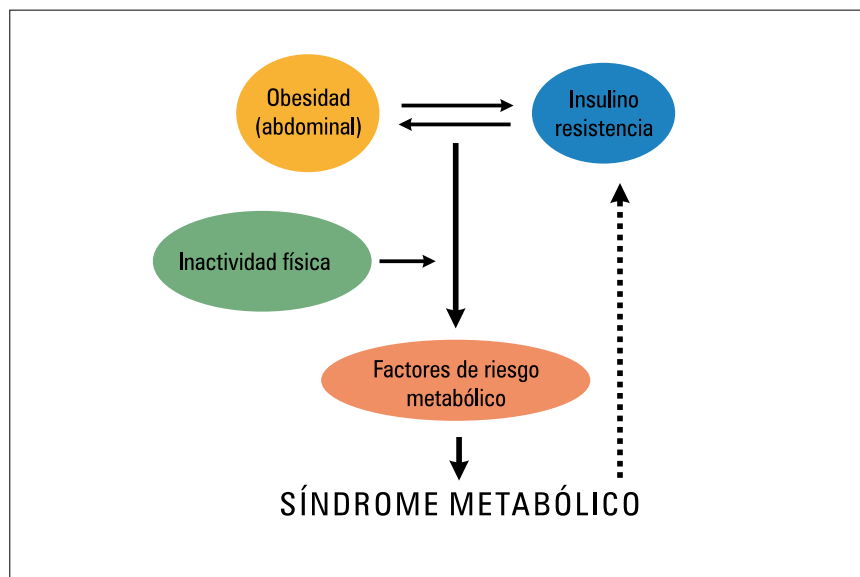 Obesidad
(abdominal)
Insulino
resistencia
Inactividad física
Factores de riesgo
metabólico
SÍNDROME METABÓLICO